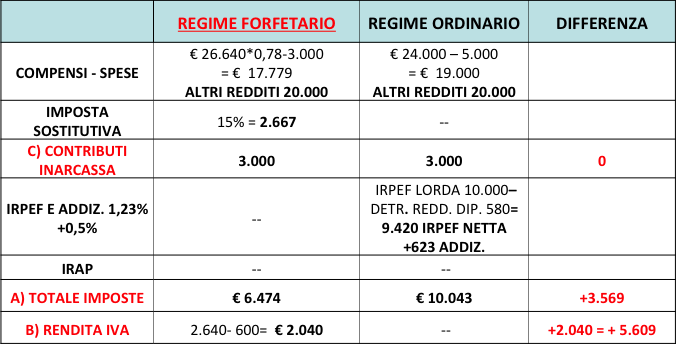 REGIME FORFETARIO
REGIME ORDINARIO
DIFFERENZA
COMPENSI - SPESE
€ 26.640*0,78-3.000
= € 17.779
ALTRI REDDITI 20.000
€ 24.000 – 5.000
= € 19.000
ALTRI REDDITI 20.000
IMPOSTA
SOSTITUTIVA
15% = 2.667
--
C) CONTRIBUTI
INARCASSA
3.000
3.000
0
IRPEF E ADDIZ. 1,23%
+0,5%
--
IRPEF LORDA 10.000–
DETR. REDD. DIP. 580=
9.420 IRPEF NETTA
+623 ADDIZ.
IRAP
--
--
A) TOTALE IMPOSTE
€ 6.474
€ 10.043
+3.569
B) RENDITA IVA
2.640- 600= € 2.040
--
+2.040 = + 5.609